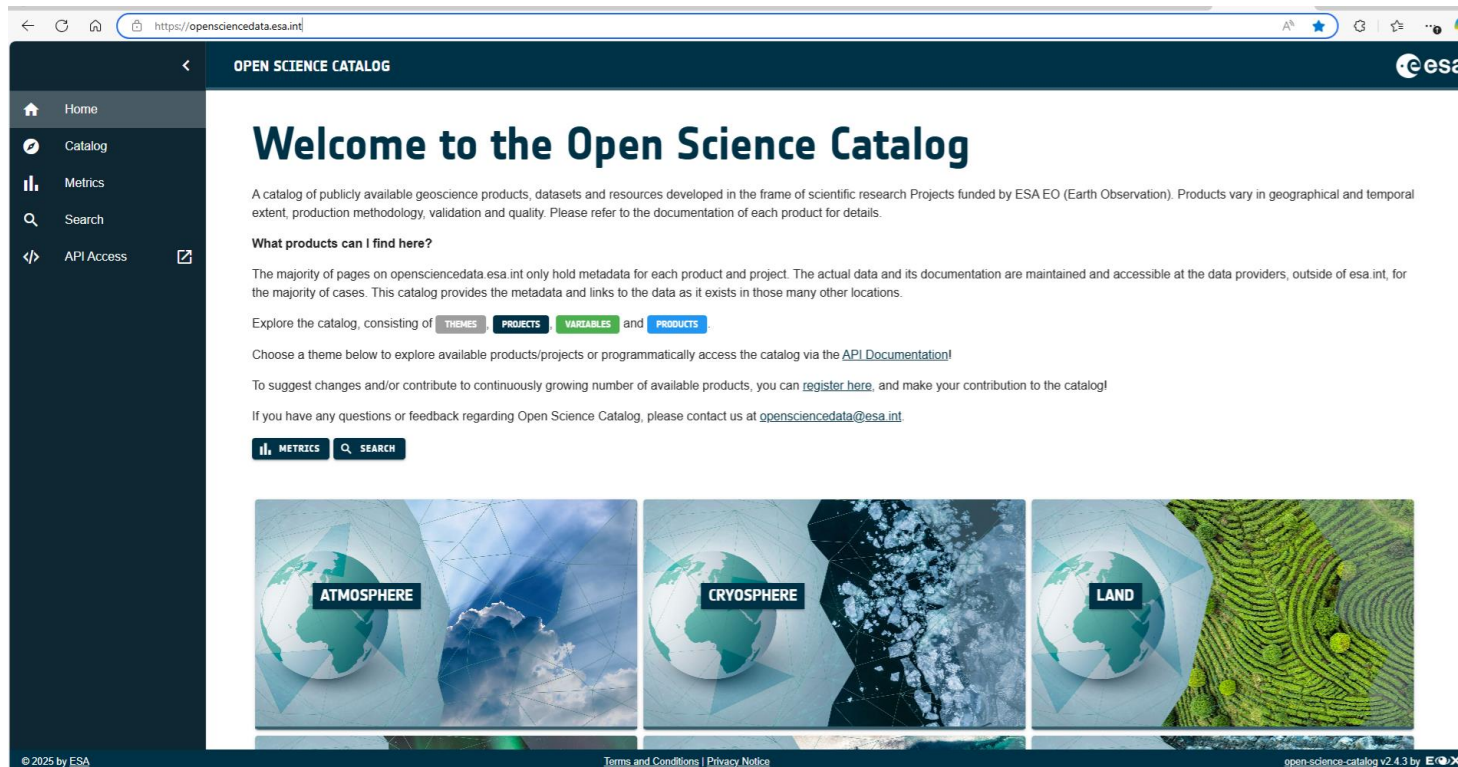 https://opensciencedata.esa.int
OPEN SCIENCE CATALOG
esa
Home
Catalog
Metrics
Search
API Access
Welcome to the Open Science Catalog
A catalog of publicly available geoscience products, datasets and resources developed in the frame of scientific research Projects funded by ESA EO (Earth Observation). Products vary in geographical and temporal
extent, production methodology, validation and quality. Please refer to the documentation of each product for details.
What products can I find here?
The majority of pages on opensciencedata.esa.int only hold metadata for each product and project. The actual data and its documentation are maintained and accessible at the data providers, outside of esa.int, for
the majority of cases. This catalog provides the metadata and links to the data as it exists in those many other locations.
Explore the catalog, consisting of THEMES, PROJECTS, VARIABLES and PRODUCTS.
Choose a theme below to explore available products/projects or programmatically access the catalog via the API Documentation!
To suggest changes and/or contribute to continuously growing number of available products, you can register here, and make your contribution to the catalog!
If you have any questions or feedback regarding Open Science Catalog, please contact us at opensciencedata@esa.int.
METRICS SEARCH
ATMOSPHERE
CRYOSPHERE
LAND
© 2025 by ESA
Terms and Conditions | Privacy Notice
open-science-catalog v2.4.3 by EOX